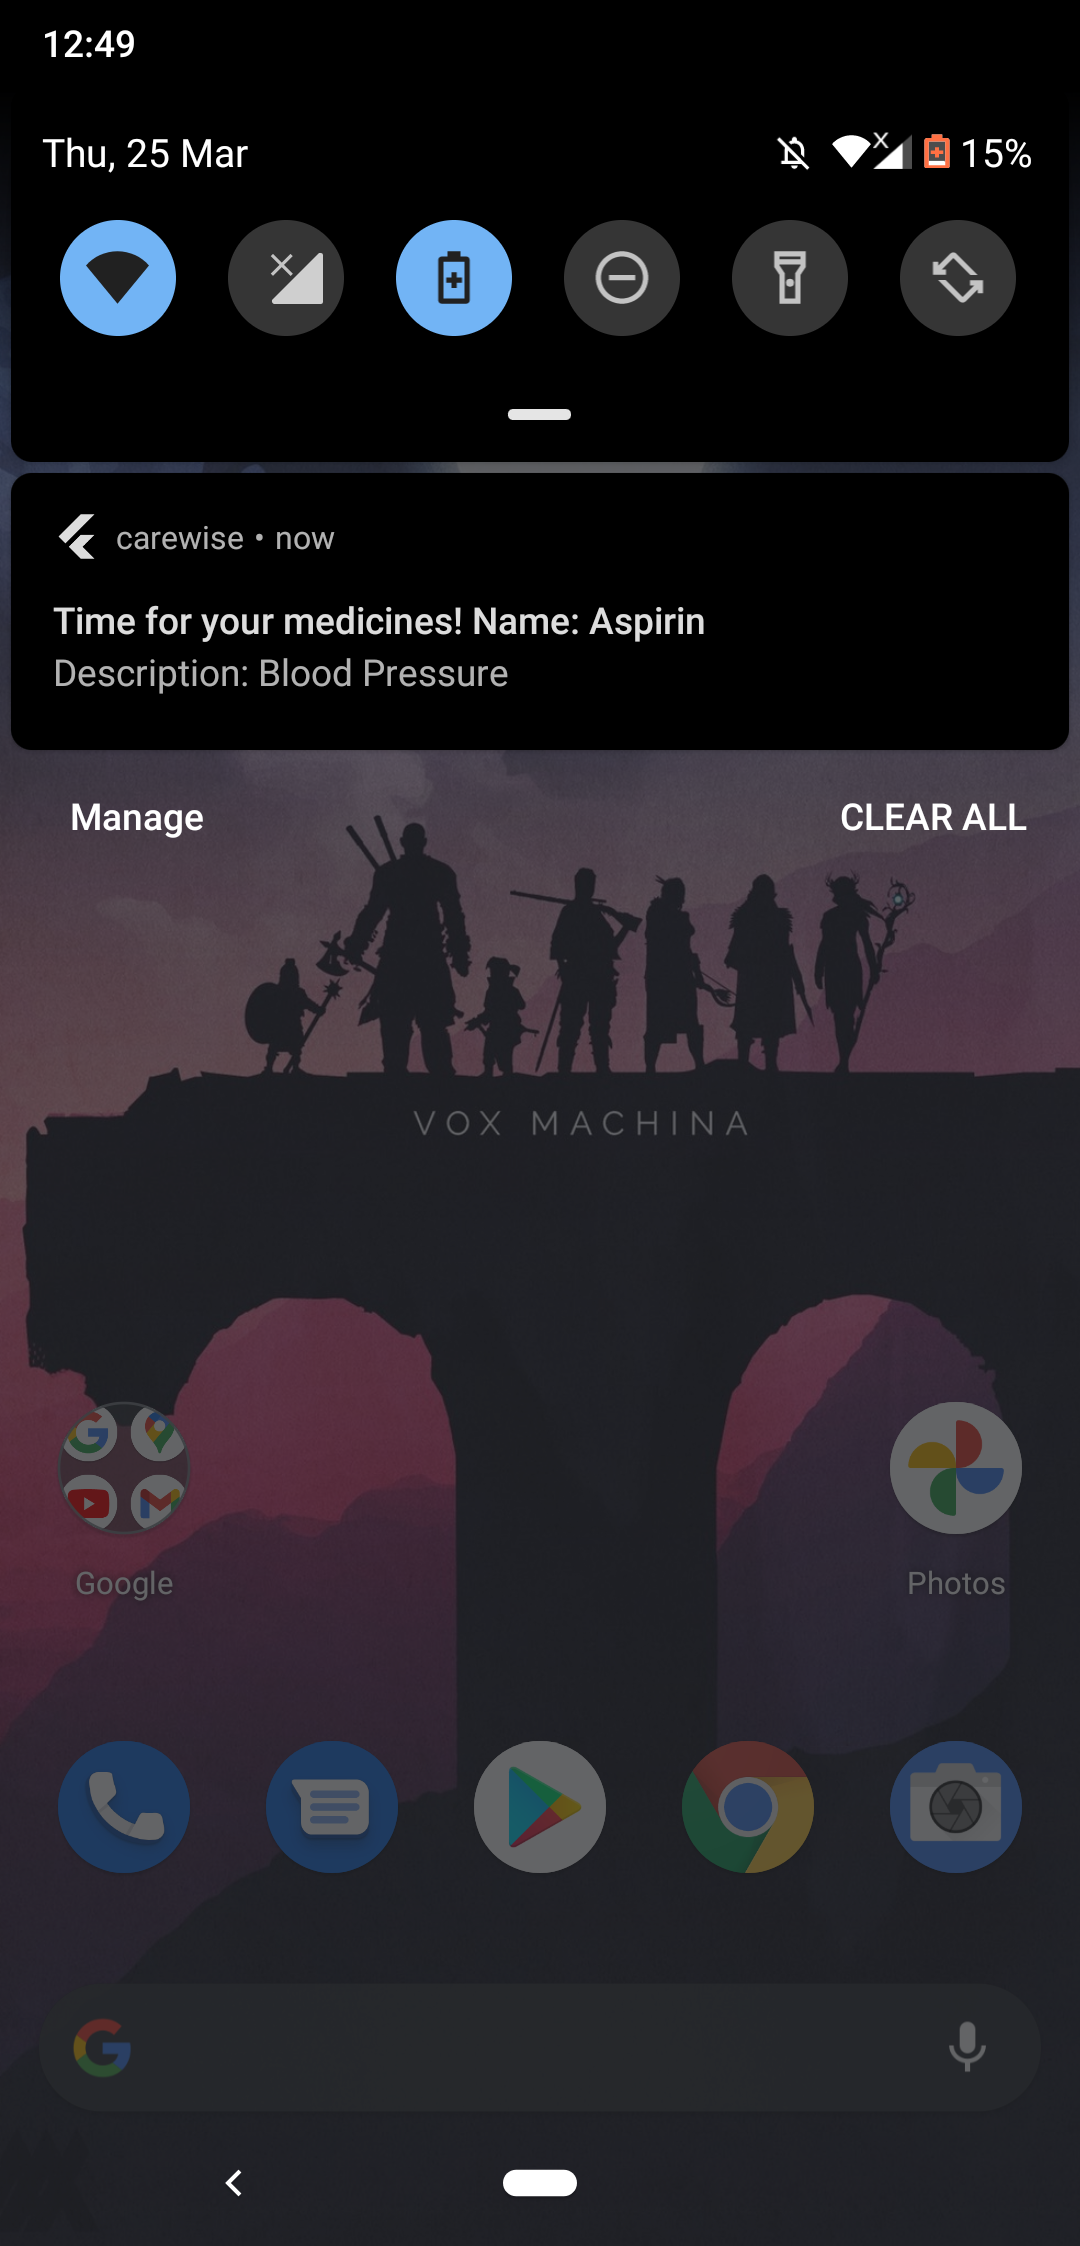 12:49
Thu, 25 Mar
15%
carewise • now
Time for your medicines! Name: Aspirin
Description: Blood Pressure
Manage
CLEAR ALL
VOX MACHINA
Google
Photos